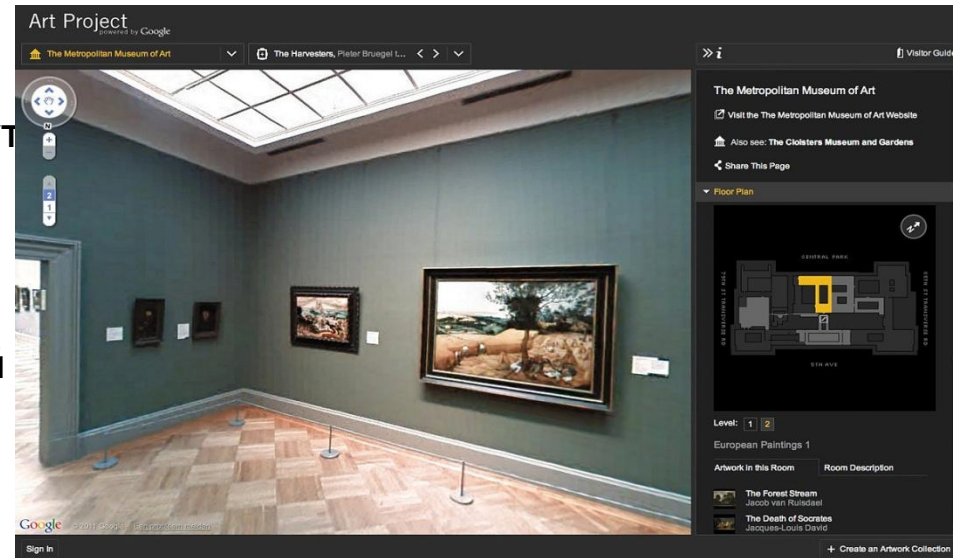 Art Project
powered by Google
The Metropolitan Museum of Art
The Harvesters, Pieter Bruegel t...
i
Visitor Guide
The Metropolitan Museum of Art
Visit the The Metropolitan Museum of Art Website
Also see: The Cloisters Museum and Gardens
Share This Page
Floor Plan
CENTRAL PARK
5TH AVE
Level: 1 2
European Paintings 1
Artwork in this Room
Room Description
The Forest Stream
Jacob van Ruisdael
The Death of Socrates
Jacques-Louis David
N
2
1
T
Google
Sign In
+ Create an Artwork Collection